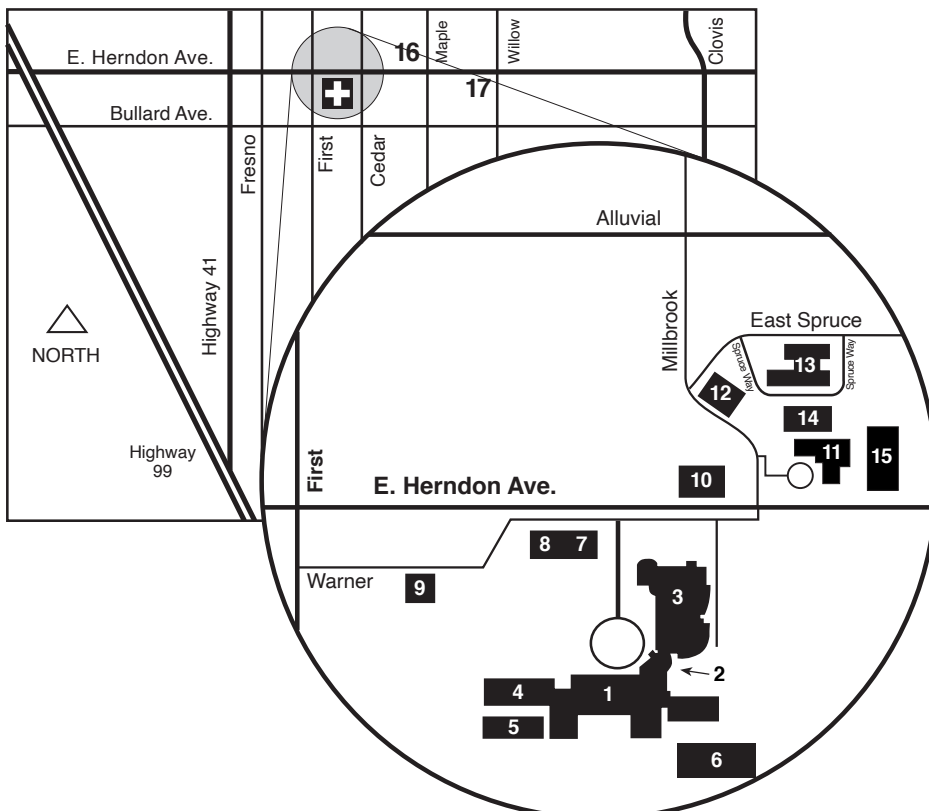 E. Herndon Ave.
16
Maple
Willow
Clovis
17
Bullard Ave.
Fresno
First
Cedar
Highway 41
NORTH
Highway
99
Alluvial
Millbrook
East Spruce
Spruce Way
Spruce Way
13
12
14
11
15
10
First
E. Herndon Ave.
8
7
Warner
9
3
2
1
4
5
6